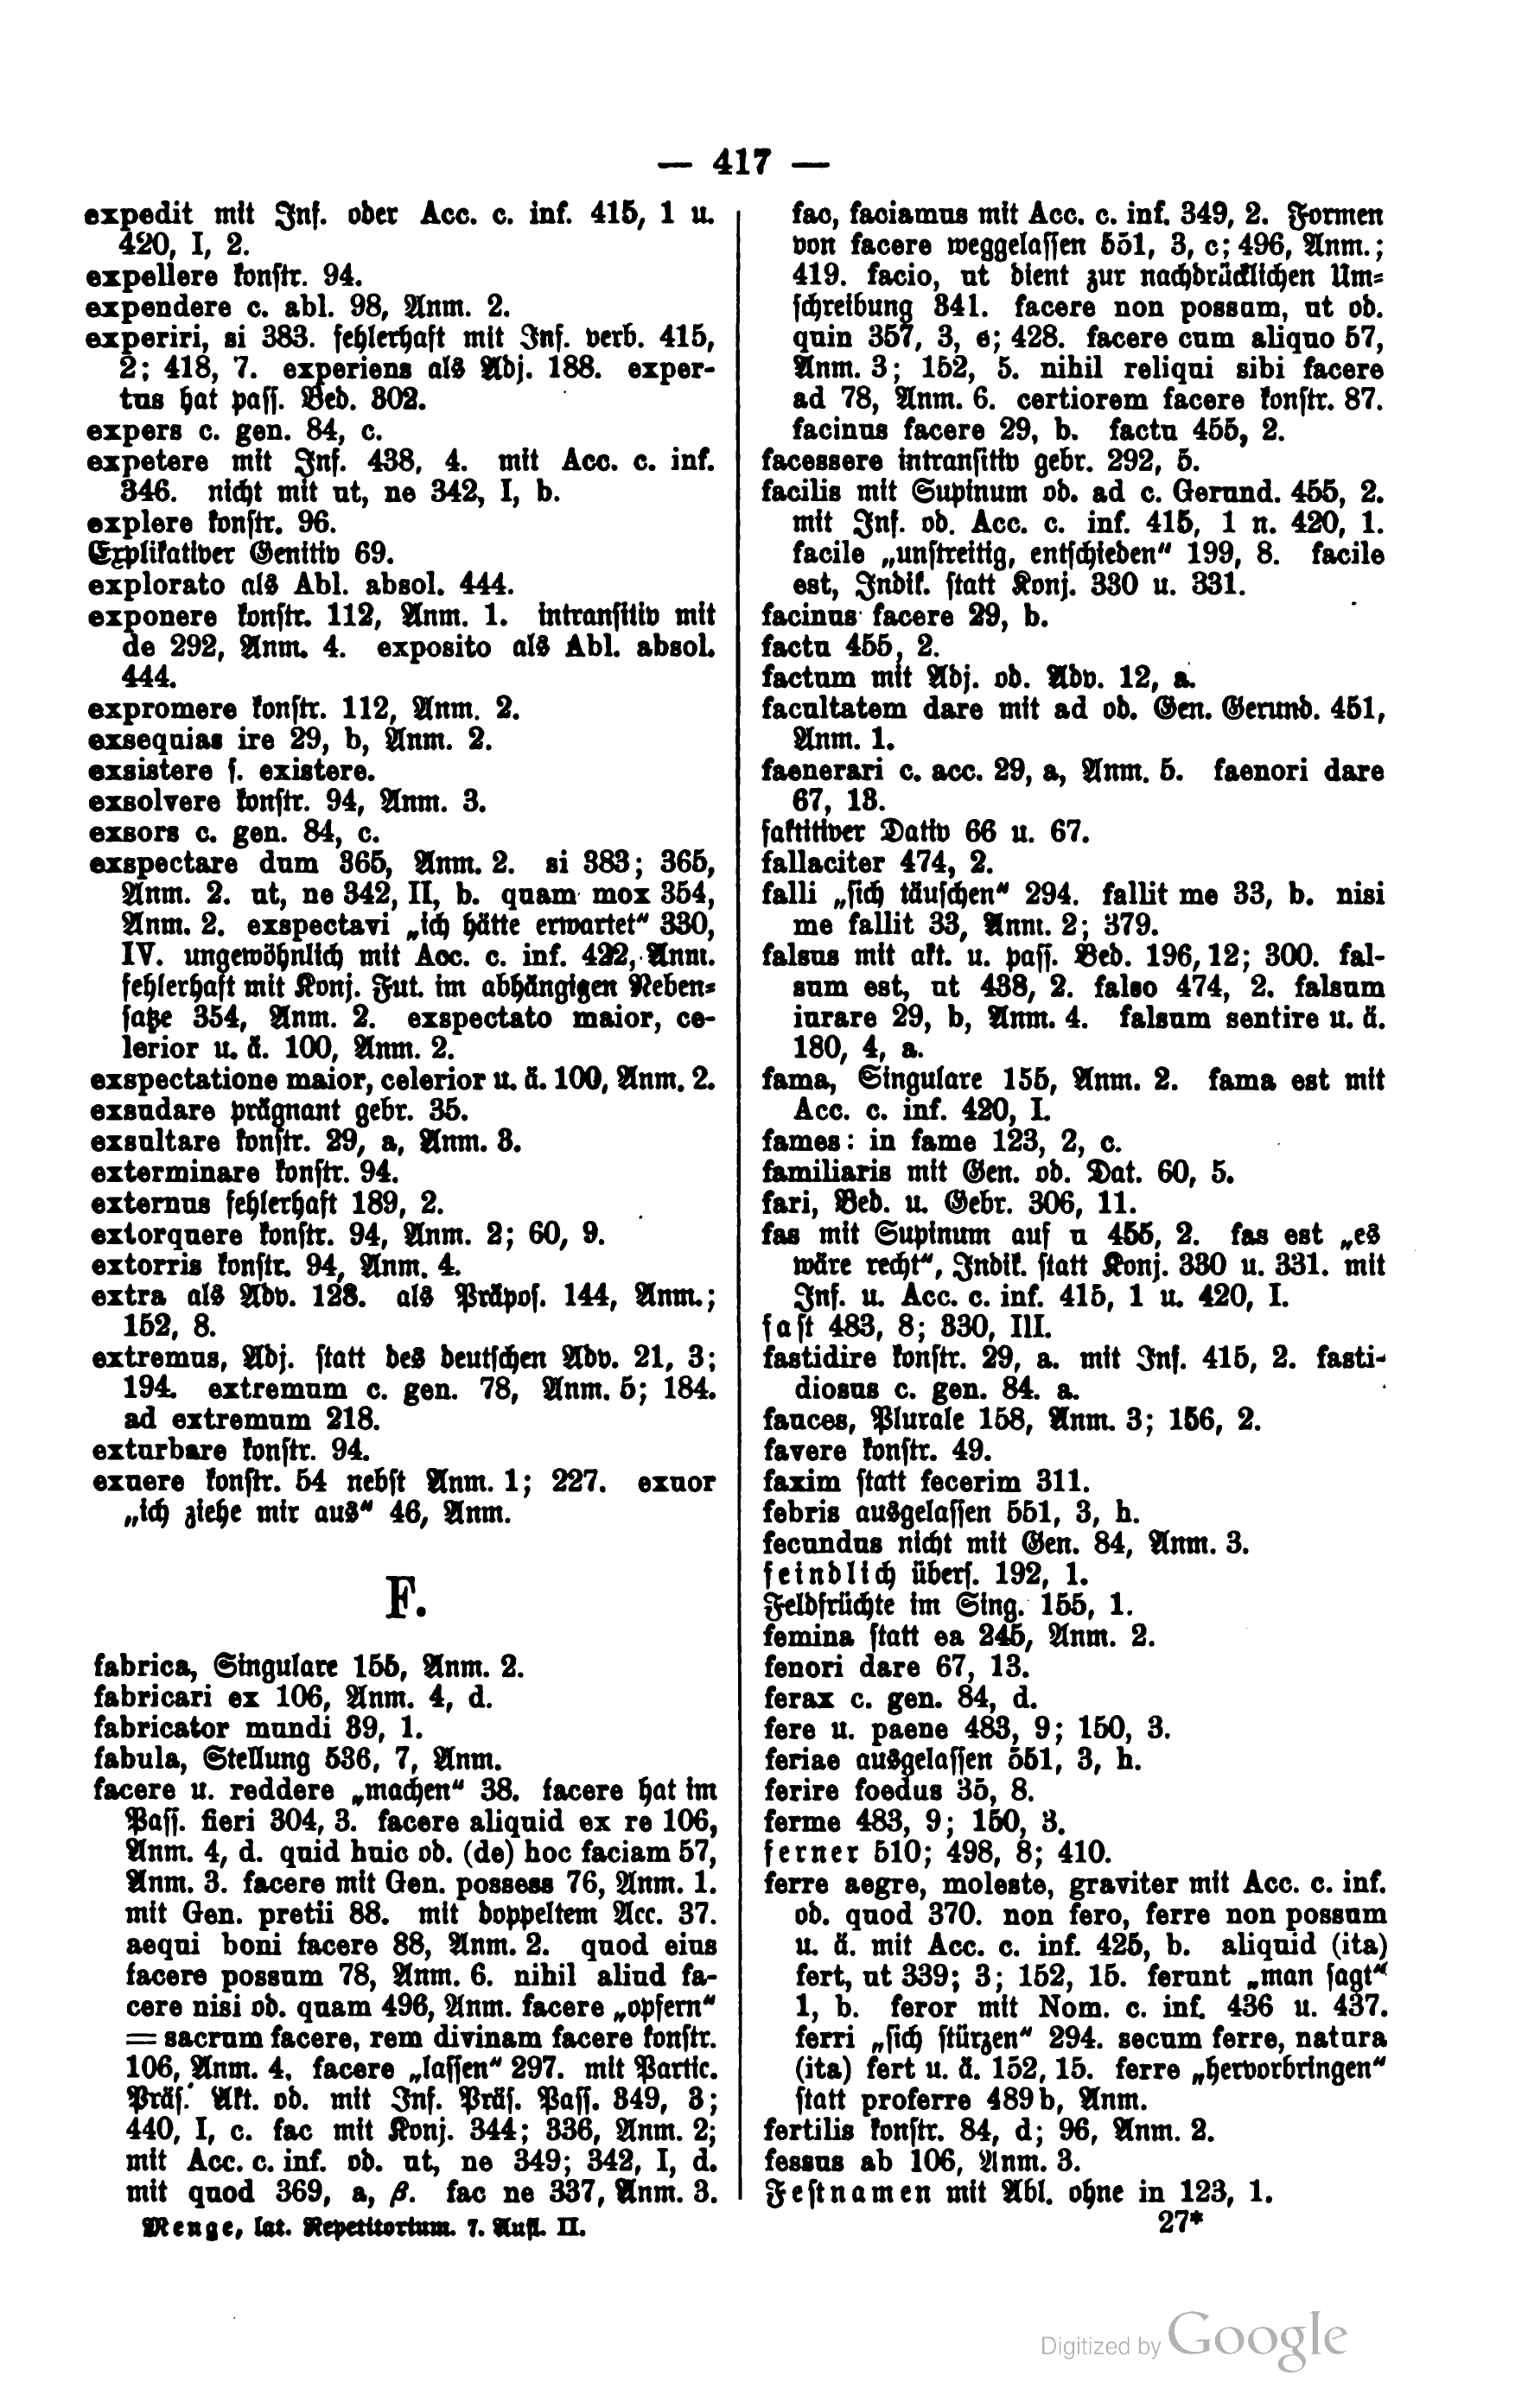 — 417 —
expedit mit Inf. oder Acc. c. inf. 415, 1 u.
420, I, 2.
expellere konstr. 94.
expendere c. abl. 98, Anm. 2.
experiri, si 383. fehlerhaft mit Inf. verb. 415,
2; 418, 7. experiens als Adj. 188. exper-
tus hat pass. Bed. 302.
expers c. gen. 84, c.
expetere mit Inf. 438, 4. mit Acc. c. inf.
346. nicht mit ut, ne 342, I, b.
explere konstr. 96.
Explikativer Genitiv 69.
explorato als Abl. absol. 444.
exponere konstr. 112, Anm. 1. intransitiv mit
de 292, Anm. 4. exposito als Abl. absol.
444.
expromere konstr. 112, Anm. 2.
exsequias ire 29, b, Anm. 2.
exsistere s. existere.
exsolvere konstr. 94, Anm. 3.
exsors c. gen. 84, c.
exspectare dum 365, Anm. 2. si 383; 365,
Anm. 2. ut, ne 342, II, b. quam mox 354,
Anm. 2. exspectavi „ich hätte erwartet“ 330,
IV. ungewöhnlich mit Acc. c. inf. 422, Anm.
fehlerhaft mit Konj. Fut. im abhängigen Neben-
satze 354, Anm. 2. exspectato maior, ce-
lerior u. ä. 100, Anm. 2.
exspectatione maior, celerior u. ä. 100, Anm. 2.
exsudare prägnant gebr. 35.
exsultare konstr. 29, a, Anm. 3.
exterminare konstr. 94.
externus fehlerhaft 189, 2.
extorquere konstr. 94, Anm. 2; 60, 9.
extorris konstr. 94, Anm. 4.
extra als Adv. 128. als Präpos. 144, Anm.;
152, 8.
extremus, Adj. statt des deutschen Adv. 21, 3;
194. extremum c. gen. 78, Anm. 5; 184.
ad extremum 218.
exturbare konstr. 94.
exuere konstr. 54 nebst Anm. 1; 227. exuor
„ich ziehe mir aus“ 46, Anm.
F.
fabrica, Singulare 155, Anm. 2.
fabricari ex 106, Anm. 4, d.
fabricator mundi 39, 1.
fabula, Stellung 536, 7, Anm.
facere u. reddere „machen“ 38. facere hat im
Pass. fieri 304, 3. facere aliquid ex re 106,
Anm. 4, d. quid huic od. (de) hoc faciam 57,
Anm. 3. facere mit Gen. possess 76, Anm. 1.
mit Gen. pretii 88. mit doppeltem Acc. 37.
aequi boni facere 88, Anm. 2. quod eius
facere possum 78, Anm. 6. nihil aliud fa-
cere nisi od. quam 496, Anm. facere „opfern“
= sacrum facere, rem divinam facere konstr.
106, Anm. 4. facere „lassen“ 297. mit Partic.
Präs. Akt. od. mit Inf. Präs. Pass. 349, 3;
440, I, c. fac mit Konj. 344; 336, Anm. 2;
mit Acc. c. inf. od. ut, ne 349; 342, I, d.
mit quod 369, a, β. fac ne 337, Anm. 3.
Menge, lat. Repetitorium. 7. Aufl. II.
fac, faciamus mit Acc. c. inf. 349, 2. Formen
von facere weggelassen 551, 3, c; 496, Anm.;
419. facio, ut dient zur nachdrücklichen Um-
schreibung 341. facere non possum, ut od.
quin 357, 3, e; 428. facere cum aliquo 57,
Anm. 3; 152, 5. nihil reliqui sibi facere
ad 78, Anm. 6. certiorem facere konstr. 87.
facinus facere 29, b. factu 455, 2.
facessere intransitiv gebr. 292, 5.
facilis mit Supinum od. ad c. Gerund. 455, 2.
mit Inf. od. Acc. c. inf. 415, 1 n. 420, 1.
facile „unstreitig, entschieden“ 199, 8. facile
est, Indik. statt Konj. 330 u. 331.
facinus facere 29, b.
factu 455, 2.
factum mit Adj. od. Adv. 12, a.
facultatem dare mit ad od. Gen. Gerund. 451,
Anm. 1.
faenerari c. acc. 29, a, Anm. 5. faenori dare
67, 13.
faktitiver Dativ 66 u. 67.
fallaciter 474, 2.
falli „sich täuschen“ 294. fallit me 33, b. nisi
me fallit 33, Anm. 2; 379.
falsus mit akt. u. pass. Bed. 196, 12; 300. fal-
sum est, ut 438, 2. falso 474, 2. falsum
iurare 29, b, Anm. 4. falsum sentire u. ä.
180, 4, a.
fama, Singulare 155, Anm. 2. fama est mit
Acc. c. inf. 420, I.
fames: in fame 123, 2, c.
familiaris mit Gen. od. Dat. 60, 5.
fari, Bed. u. Gebr. 306, 11.
fas mit Supinum auf u 455, 2. fas est „es
wäre recht“, Indik. statt Konj. 330 u. 331. mit
Inf. u. Acc. c. inf. 415, 1 u. 420, I.
fast 483, 8; 330, III.
fastidire konstr. 29, a. mit Inf. 415, 2. fasti-
diosus c. gen. 84. a.
fauces, Plurale 158, Anm. 3; 156, 2.
favere konstr. 49.
faxim statt fecerim 311.
febris ausgelassen 551, 3, h.
fecundus nicht mit Gen. 84, Anm. 3.
feindlich übers. 192, 1.
Feldfrüchte im Sing. 155, 1.
femina statt ea 245, Anm. 2.
fenori dare 67, 13.
ferax c. gen. 84, d.
fere u. paene 483, 9; 150, 3.
feriae ausgelassen 551, 3, h.
ferire foedus 35, 8.
ferme 483, 9; 150, 3.
ferner 510; 498, 8; 410.
ferre aegre, moleste, graviter mit Acc. c. inf.
od. quod 370. non fero, ferre non possum
u. ä. mit Acc. c. inf. 425, b. aliquid (ita)
fert, ut 339; 3; 152, 15. ferunt „man sagt“
1, b. feror mit Nom. c. inf. 436 u. 437.
ferri „sich stürzen“ 294. secum ferre, natura
(ita) fert u. ä. 152, 15. ferre „hervorbringen“
statt proferre 489b, Anm.
fertilis konstr. 84, d; 96, Anm. 2.
fessus ab 106, Anm. 3.
Festnamen mit Abl. ohne in 123, 1.
27*
Digitized by Google